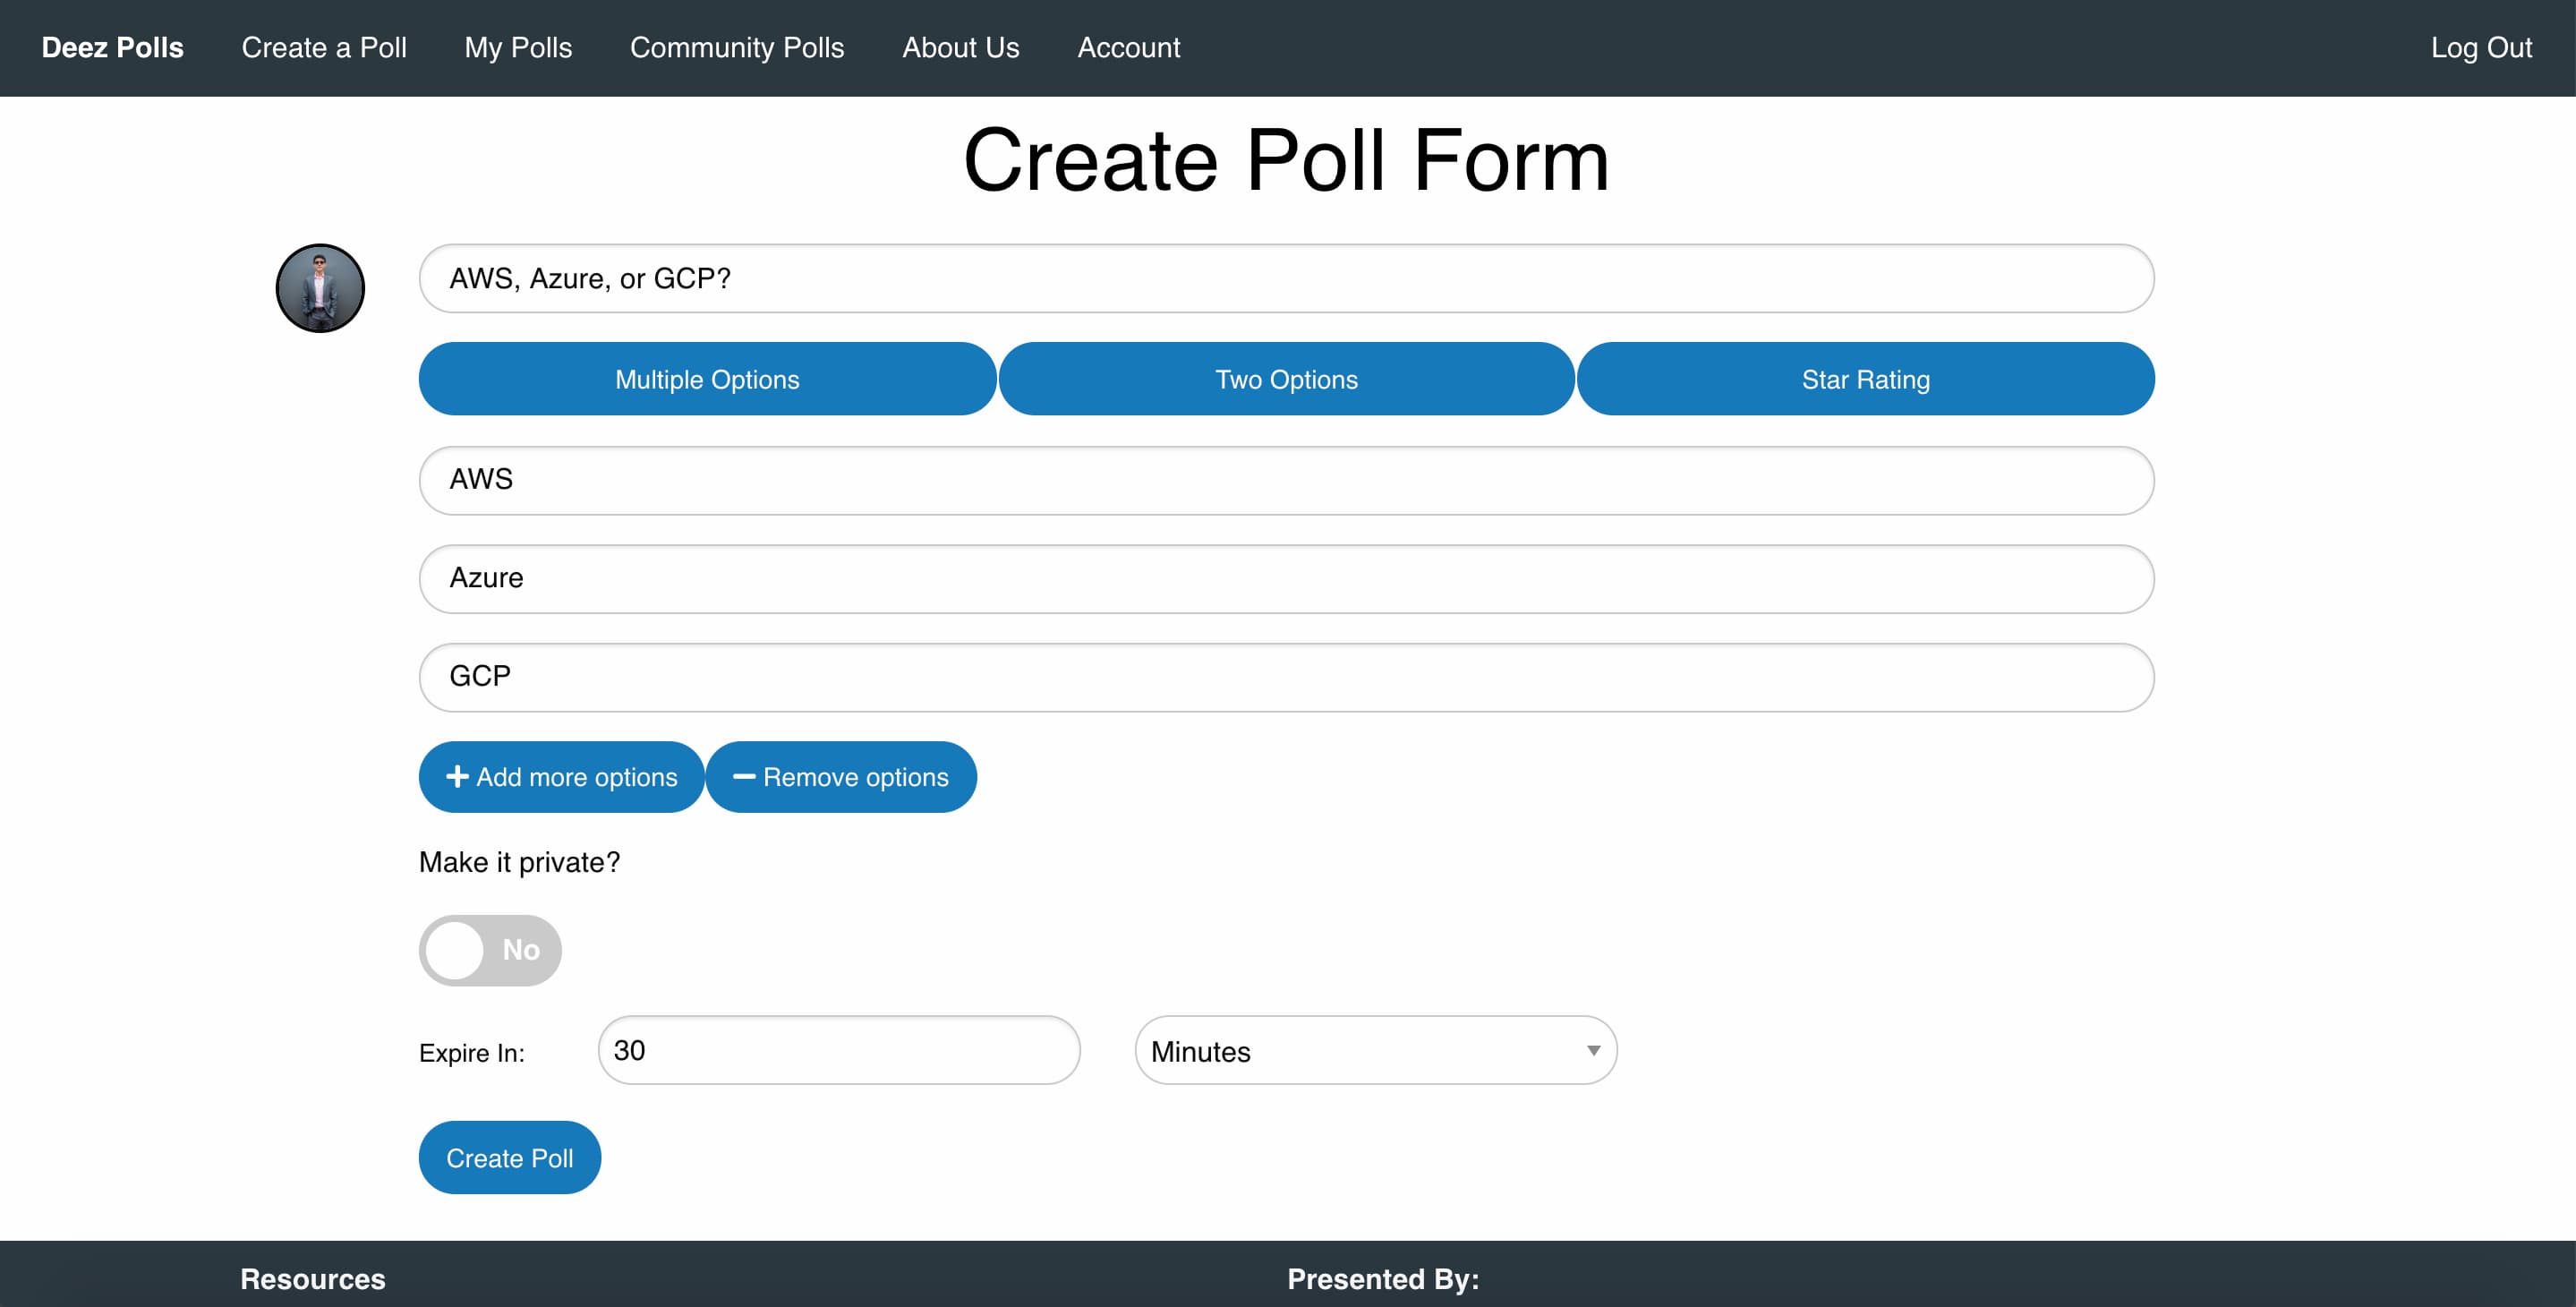 Deez Polls Create a Poll My Polls Community Polls About Us Account Log Out
Create Poll Form
AWS, Azure, or GCP?
Multiple Options Two Options Star Rating
AWS
Azure
GCP
+ Add more options − Remove options
Make it private?
No
Expire In: 30 Minutes
Create Poll
Resources Presented By: